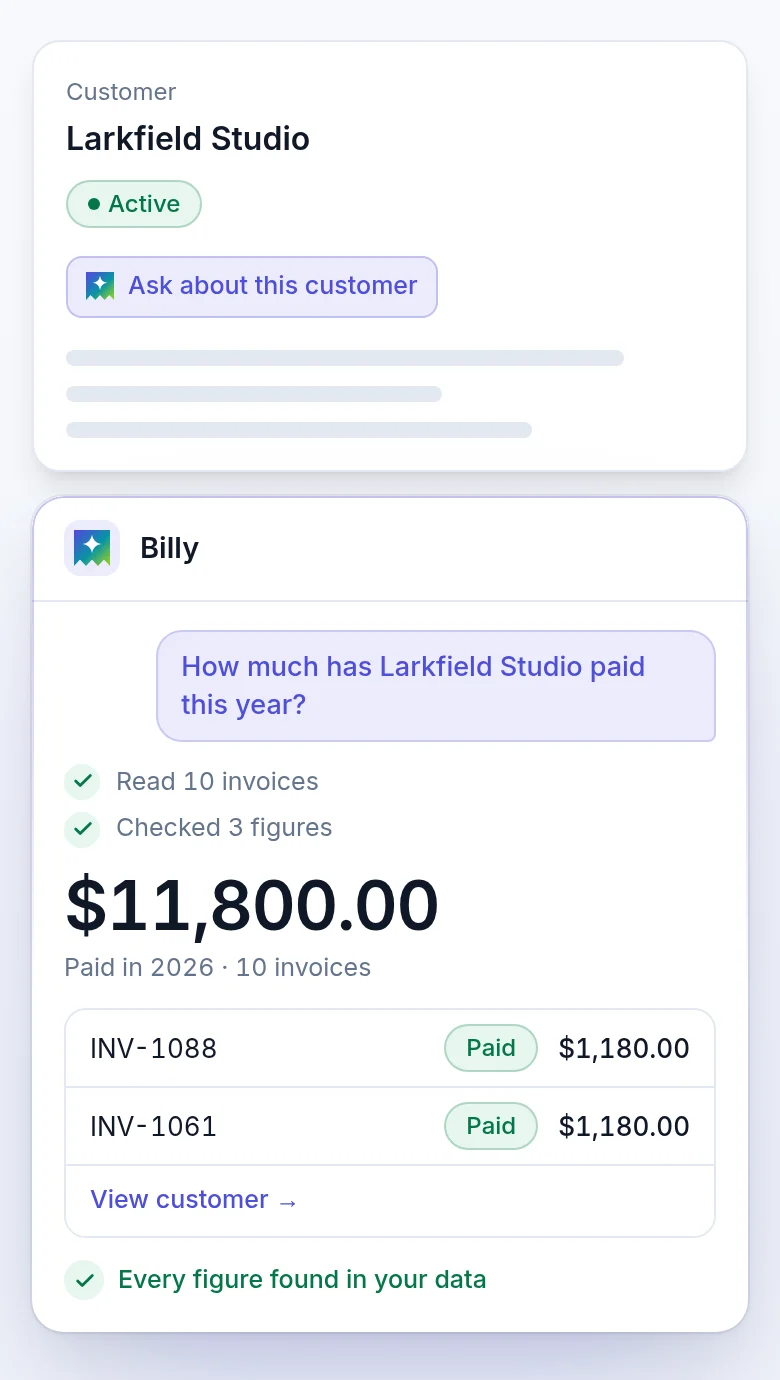 Customer
Larkfield Studio
Active
Ask about this customer
Billy
How much has Larkfield Studio paid
this year?
Read 10 invoices
Checked 3 figures
$11,800.00
Paid in 2026 · 10 invoices
INV-1088 Paid $1,180.00
INV-1061 Paid $1,180.00
View customer →
Every figure found in your data